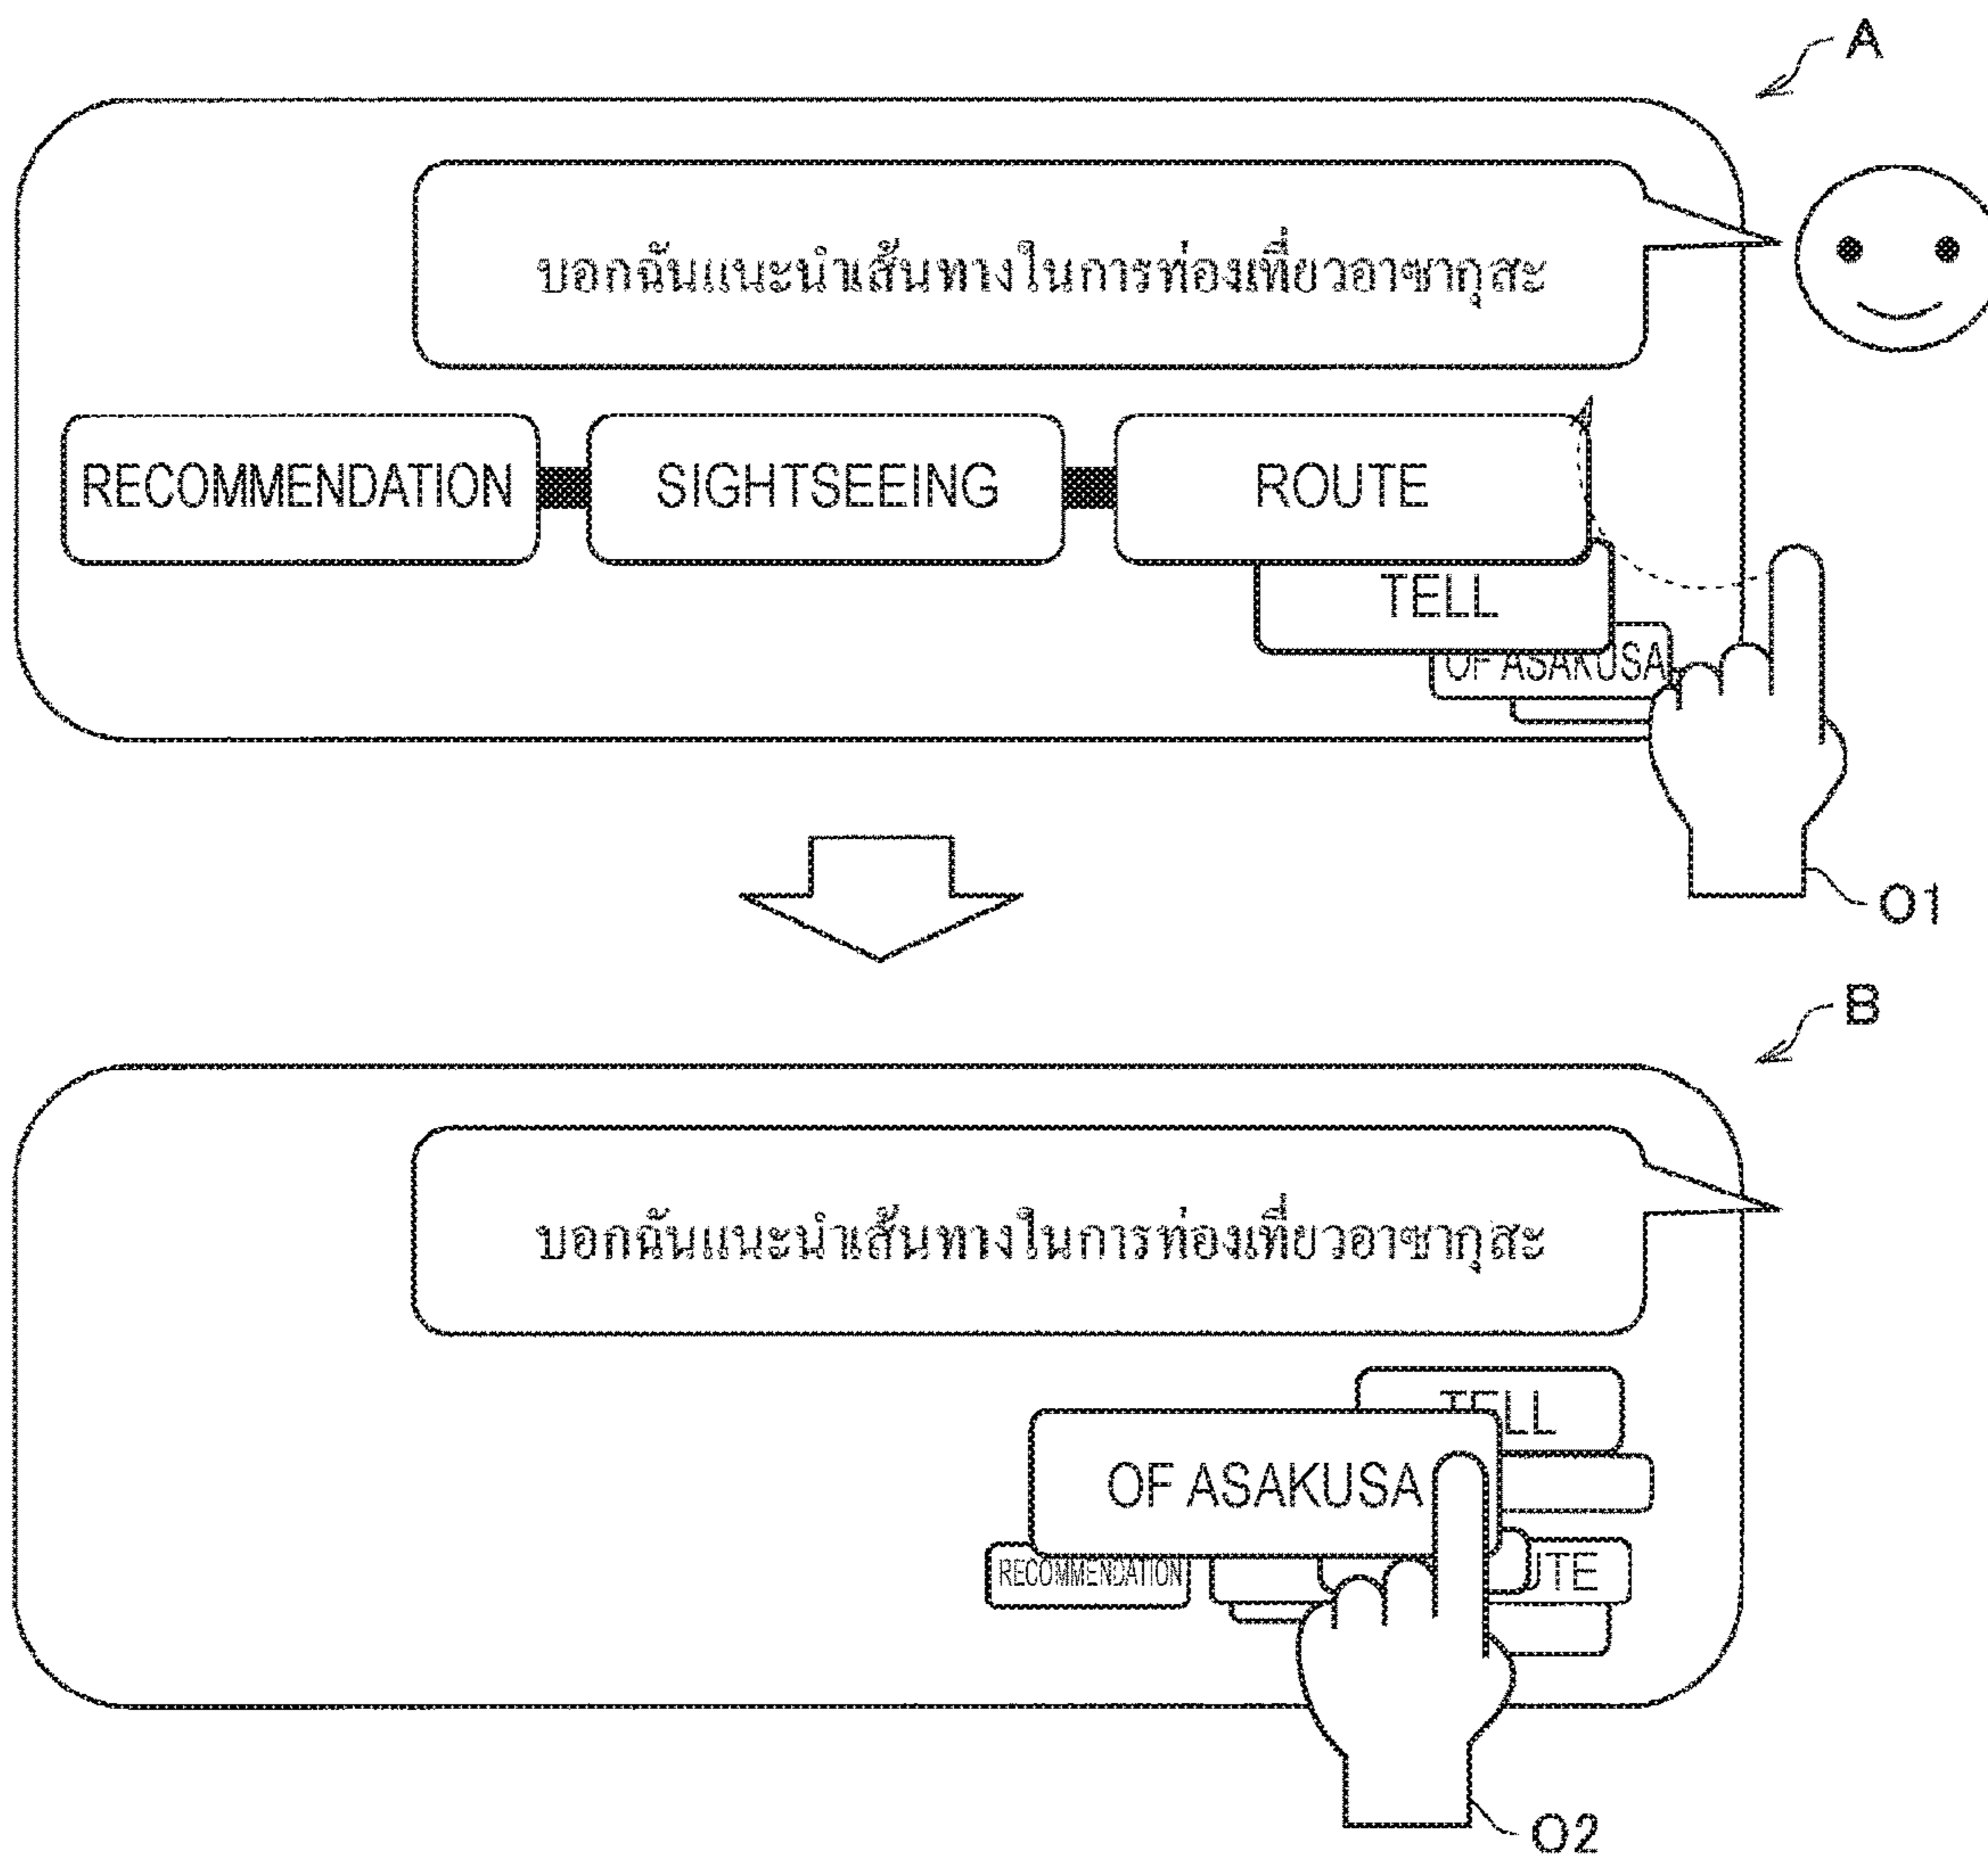 A
บอกฉันแนะนำเส้นทางในการท่องเที่ยวอาซากุสะ
RECOMMENDATION SIGHTSEEING ROUTE
TELL
OF ASAKUSA
O1
B
บอกฉันแนะนำเส้นทางในการท่องเที่ยวอาซากุสะ
TELL
OF ASAKUSA
RECOMMENDATION UTE
O2